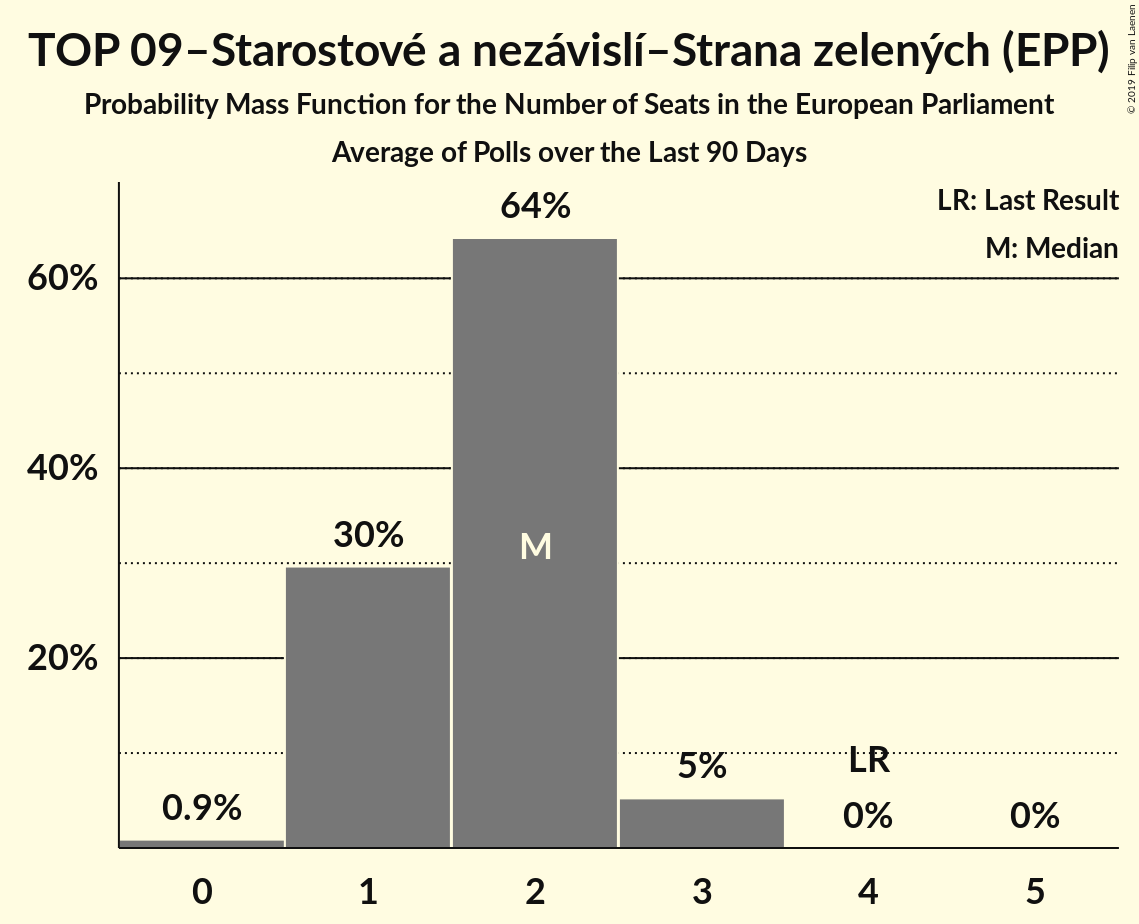 TOP 09–Starostové a nezávislí–Strana zelených (EPP)
Probability Mass Function for the Number of Seats in the European Parliament
Average of Polls over the Last 90 Days
© 2019 Filip van Laenen
LR: Last Result
M: Median
64%
60%
40%
30%
M
20%
LR
5%
0.9%
0%
0%
0 1 2 3 4 5